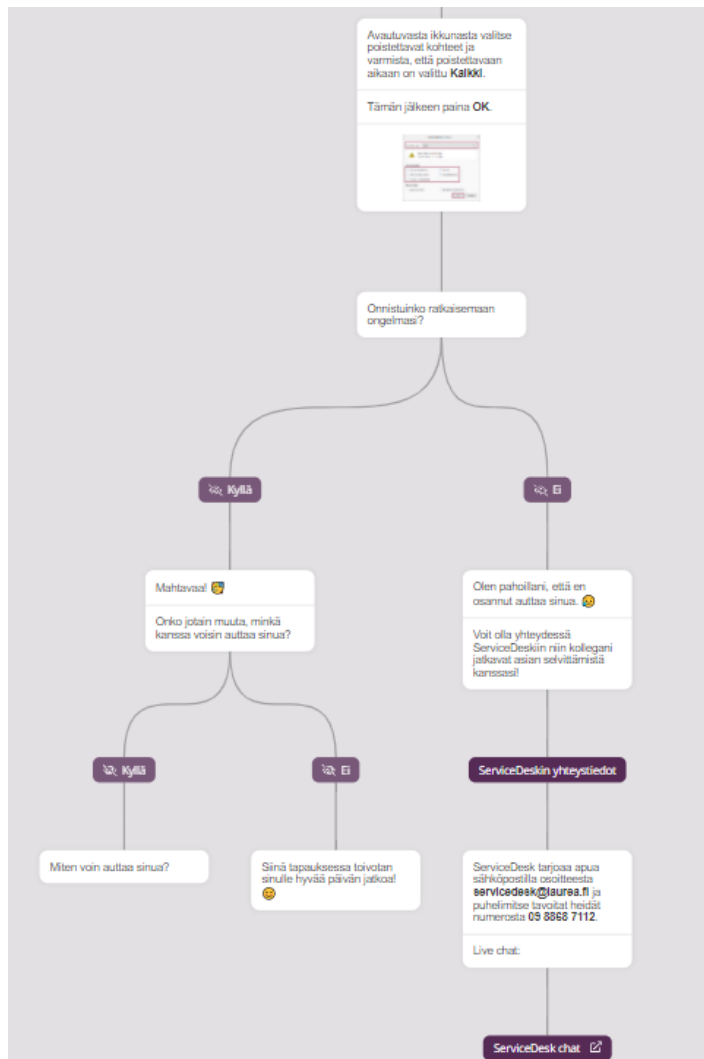 Avautuvasta ikkunasta valitse
poistettavat kohteet ja
varmista, että poistettavaan
aikaan on valittu Kaikki.
Tämän jälkeen paina OK.
Onnistuinko ratkaisemaan
ongelmasi?
Kyllä
Ei
Mahtavaa! 🥳
Onko jotain muuta, minkä
kanssa voisin auttaa sinua?
Olen pahoillani, että en
osannut auttaa sinua. 😥
Voit olla yhteydessä
ServiceDeskiin niin kollegani
jatkavat asian selvittämistä
kanssasi!
Kyllä
Ei
ServiceDeskin yhteystiedot
Miten voin auttaa sinua?
Siinä tapauksessa toivotan
sinulle hyvää päivän jatkoa!
😊
ServiceDesk tarjoaa apua
sähköpostilla osoitteesta
servicedesk@laurea.fi ja
puhelimitse tavoitat heidät
numerosta 09 8868 7112.
Live chat:
ServiceDesk chat